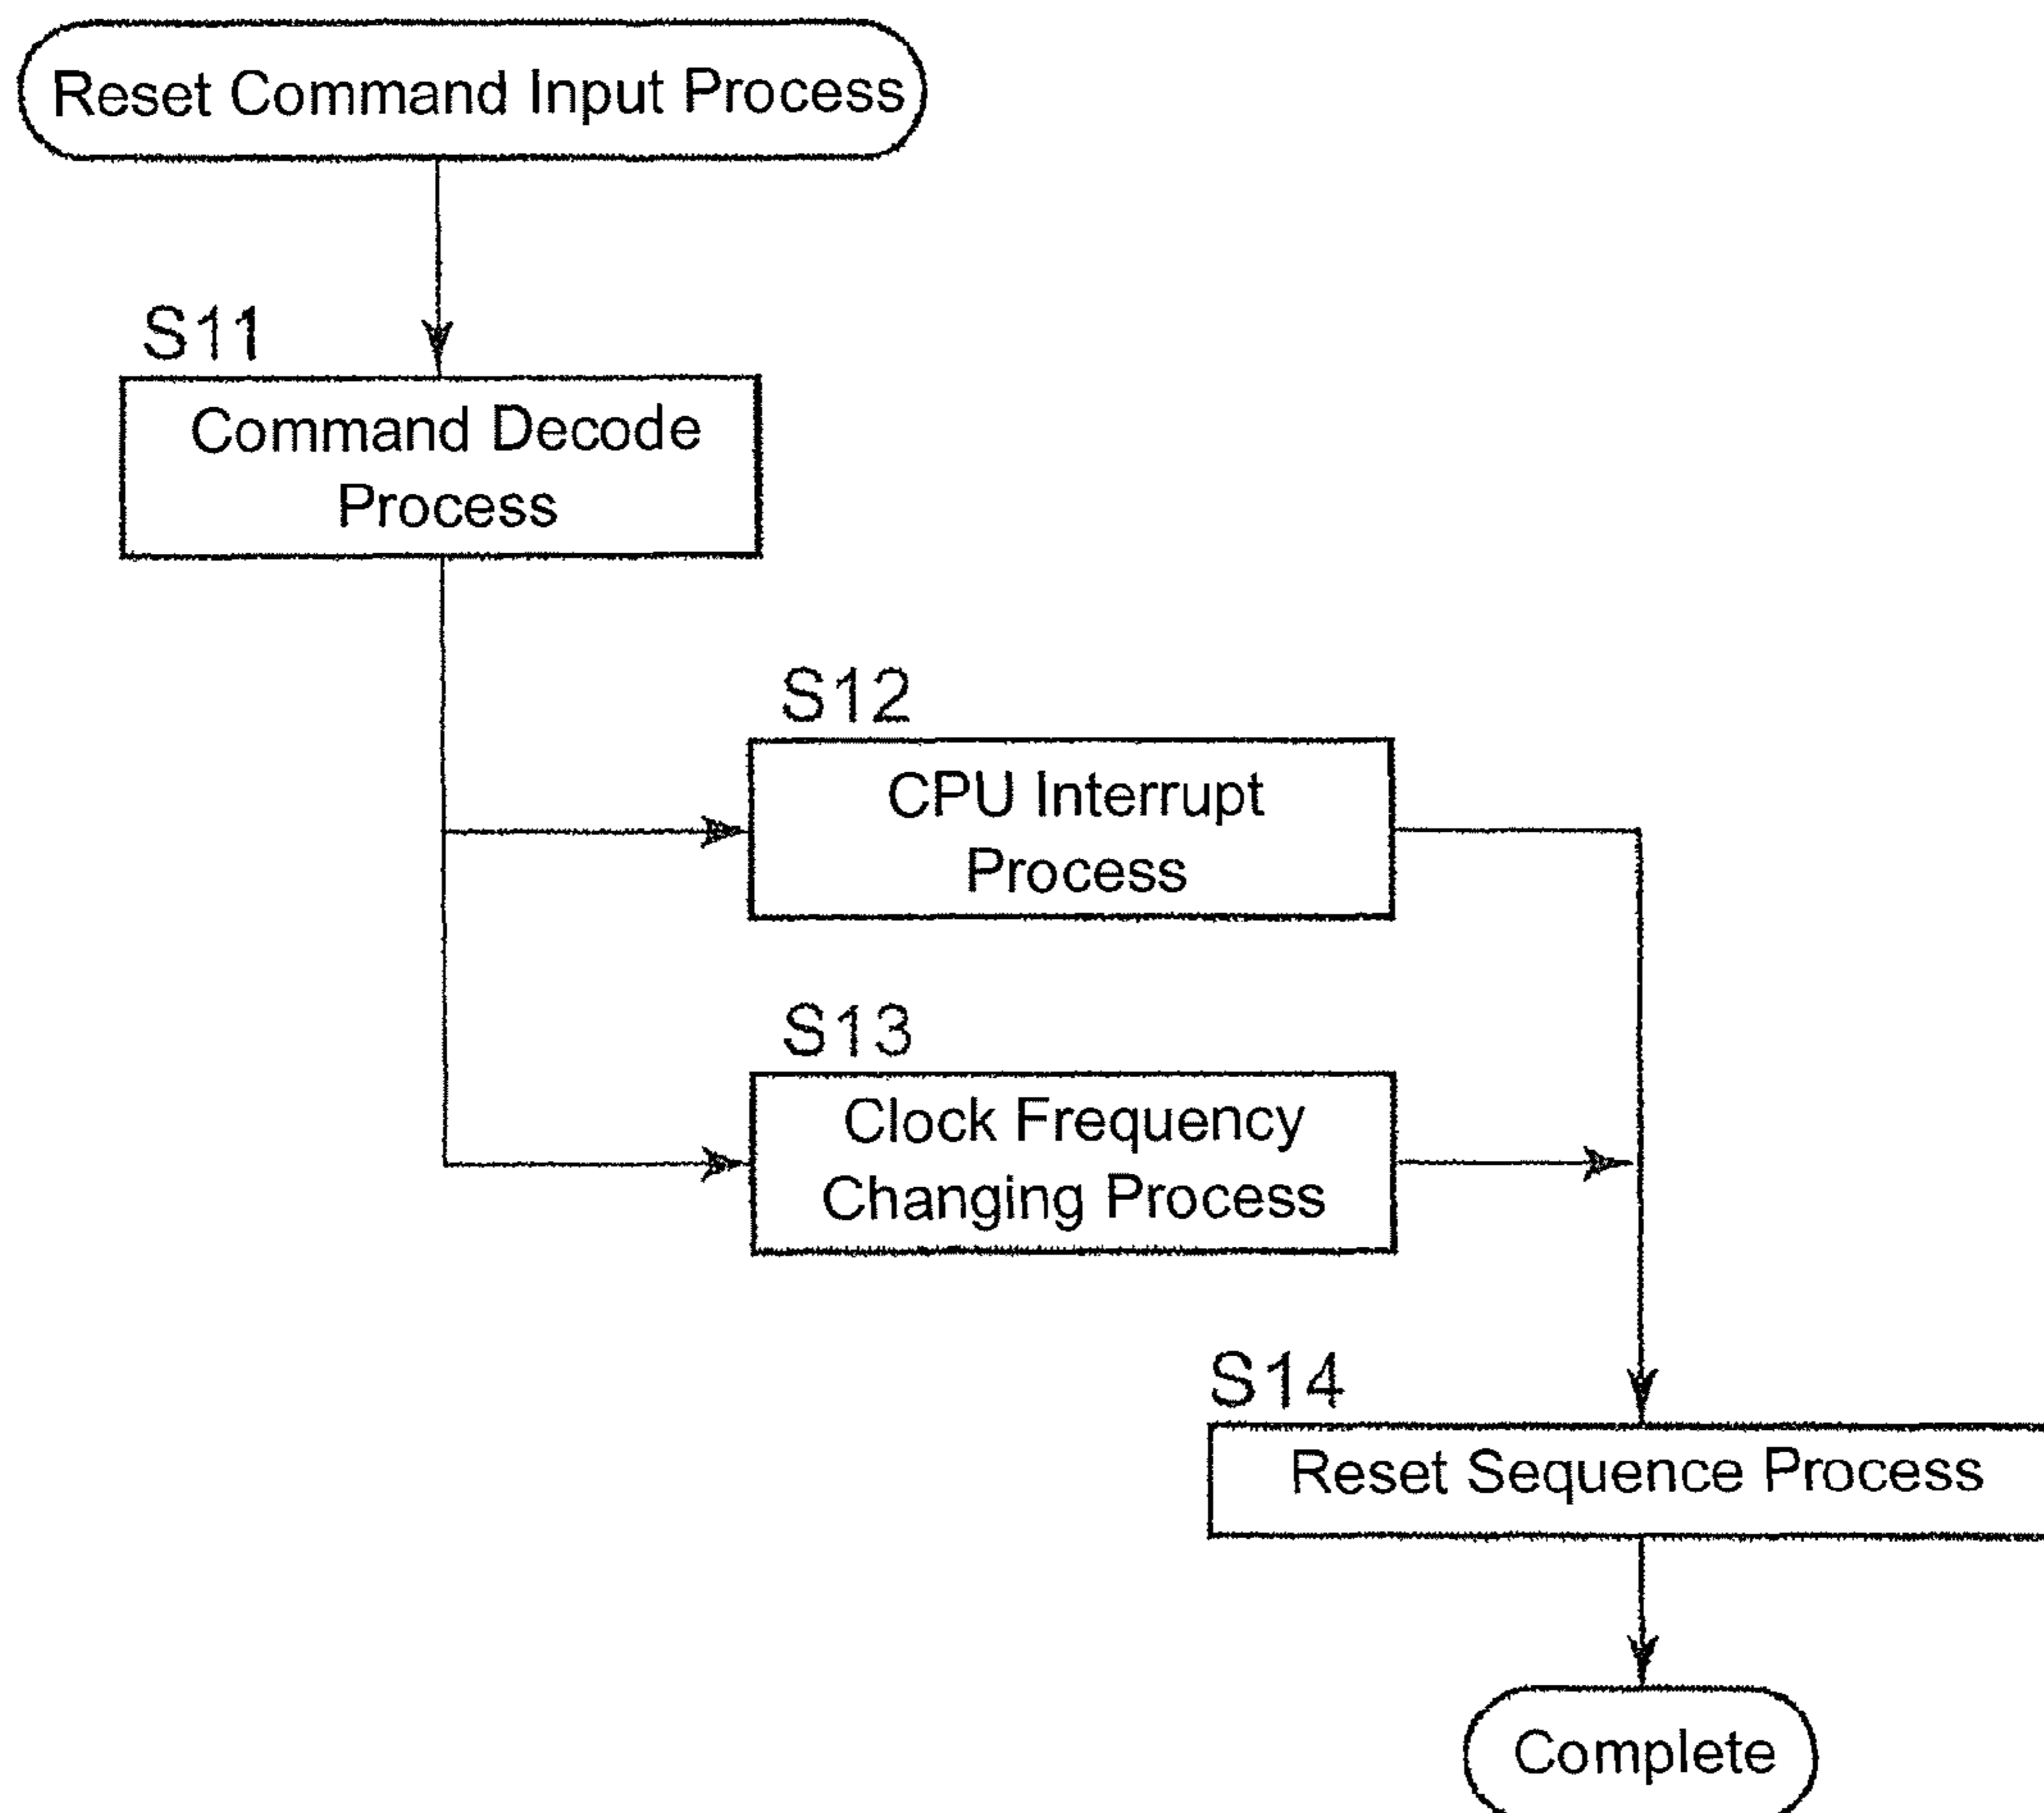 Reset Command Input Process
S11
Command Decode
Process
S12
CPU Interrupt
Process
S13
Clock Frequency
Changing Process
S14
Reset Sequence Process
Complete